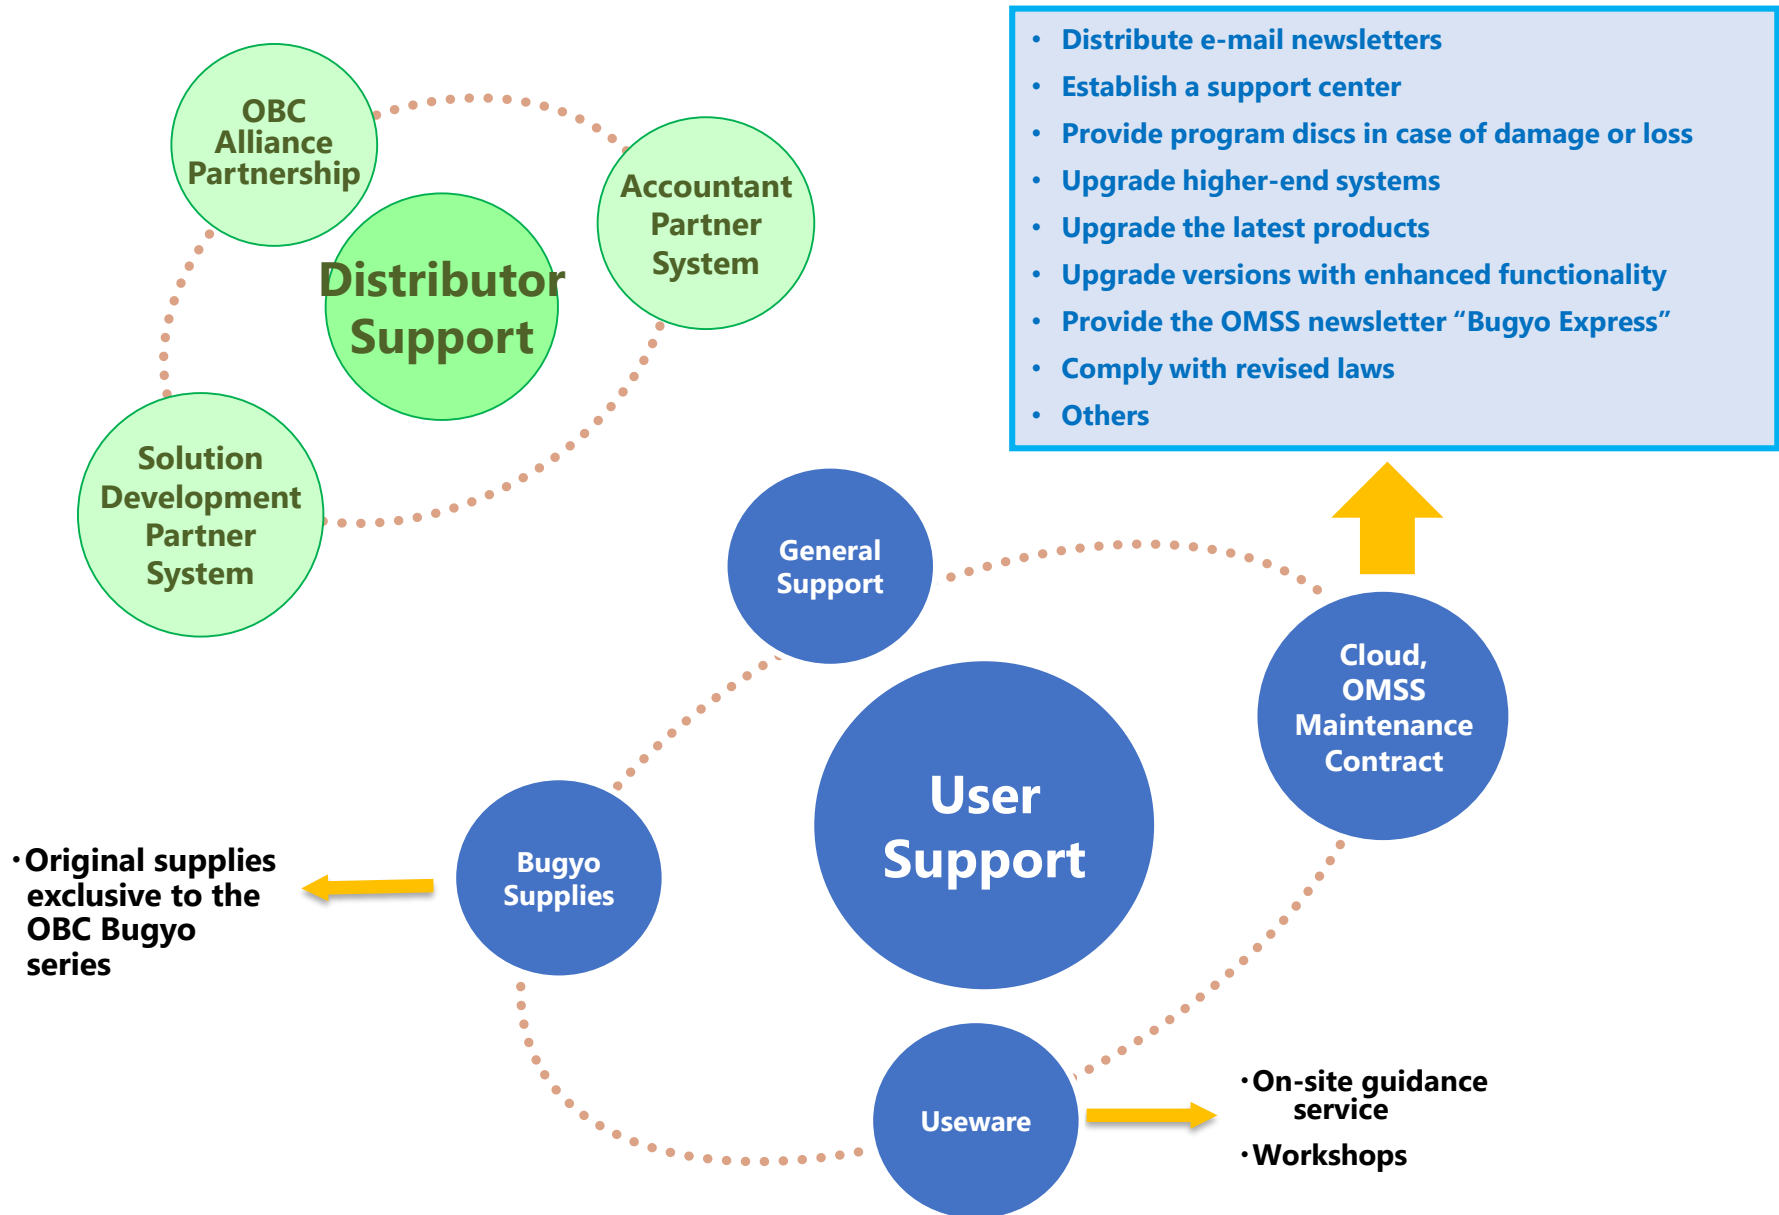 OBC
Alliance
Partnership
Accountant
Partner
System
Distributor
Support
Solution
Development
Partner
System
• Distribute e-mail newsletters
• Establish a support center
• Provide program discs in case of damage or loss
• Upgrade higher-end systems
• Upgrade the latest products
• Upgrade versions with enhanced functionality
• Provide the OMSS newsletter “Bugyo Express”
• Comply with revised laws
• Others
General
Support
Cloud,
OMSS
Maintenance
Contract
User
Support
Bugyo
Supplies
・Original supplies
exclusive to the
OBC Bugyo
series
Useware
・On-site guidance
service
・Workshops